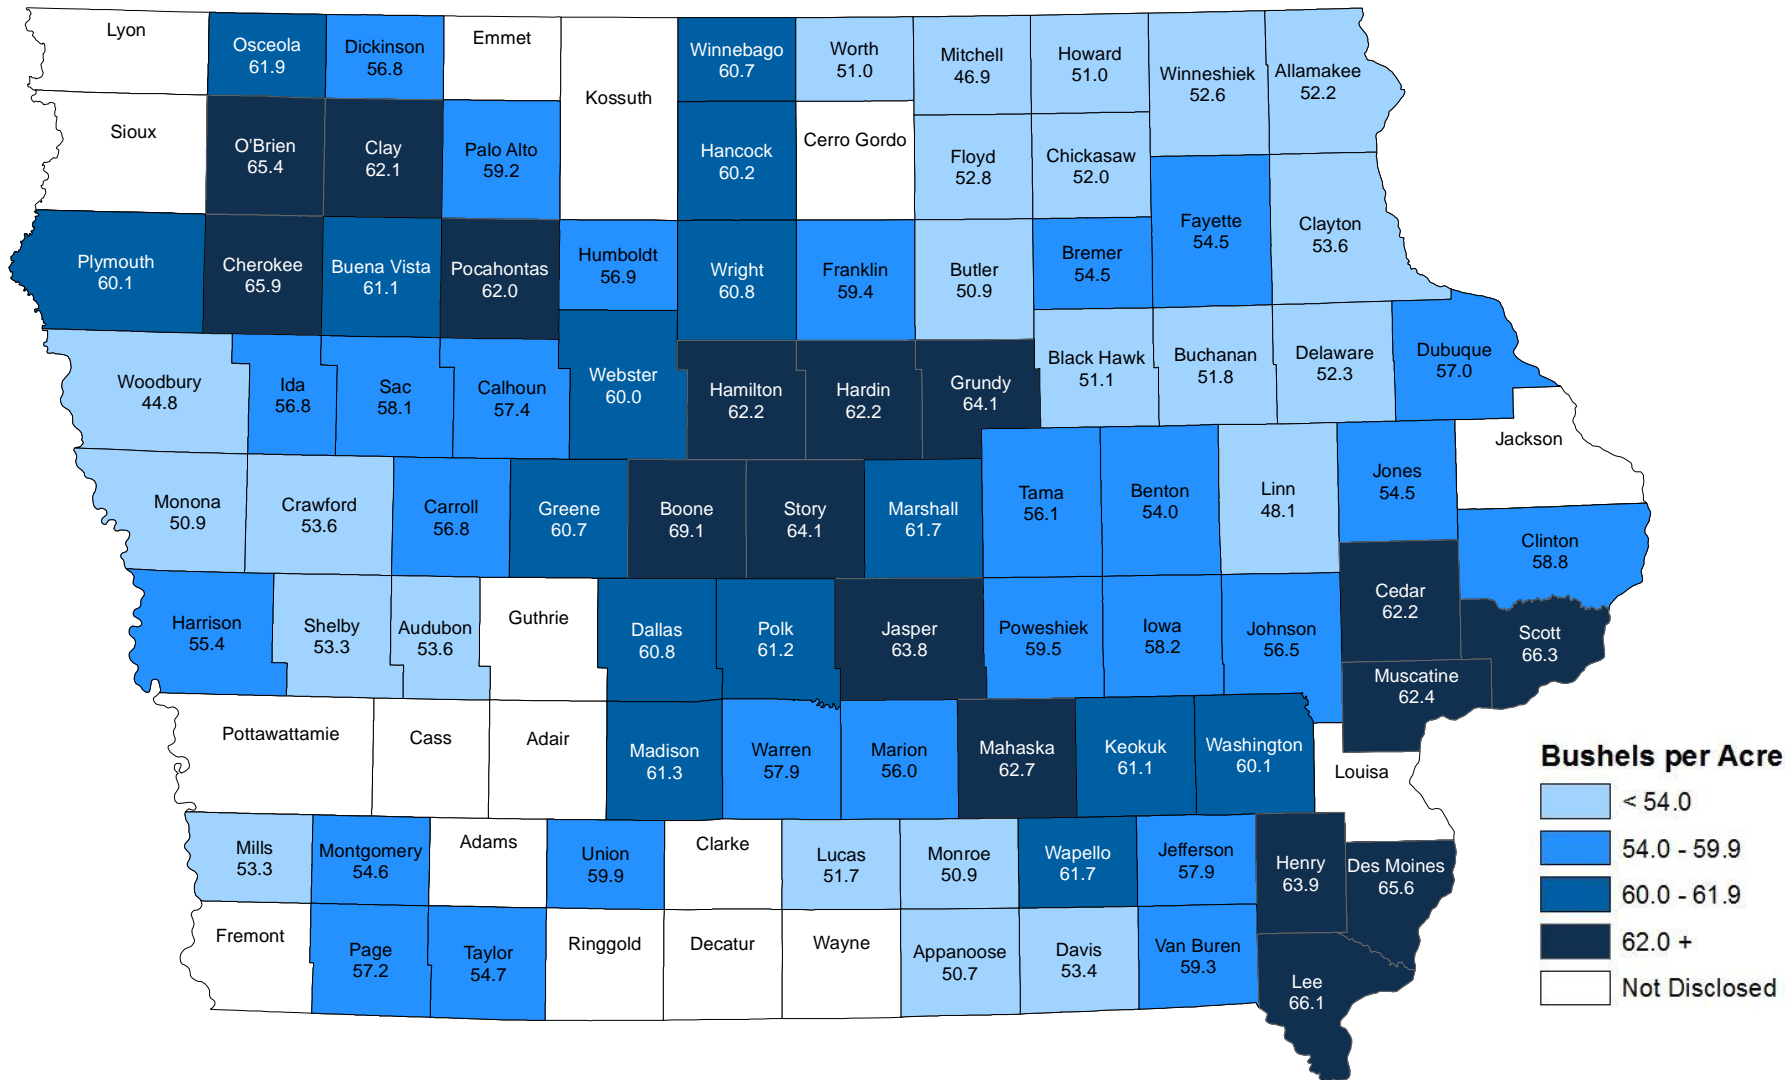 Lyon
Osceola
61.9
Dickinson
56.8
Emmet
Kossuth
Winnebago
60.7
Worth
51.0
Mitchell
46.9
Howard
51.0
Winneshiek
52.6
Allamakee
52.2
Sioux
O'Brien
65.4
Clay
62.1
Palo Alto
59.2
Hancock
60.2
Cerro Gordo
Floyd
52.8
Chickasaw
52.0
Fayette
54.5
Clayton
53.6
Plymouth
60.1
Cherokee
65.9
Buena Vista
61.1
Pocahontas
62.0
Humboldt
56.9
Wright
60.8
Franklin
59.4
Butler
50.9
Bremer
54.5
Woodbury
44.8
Ida
56.8
Sac
58.1
Calhoun
57.4
Webster
60.0
Hamilton
62.2
Hardin
62.2
Grundy
64.1
Black Hawk
51.1
Buchanan
51.8
Delaware
52.3
Dubuque
57.0
Jackson
Monona
50.9
Crawford
53.6
Carroll
56.8
Greene
60.7
Boone
69.1
Story
64.1
Marshall
61.7
Tama
56.1
Benton
54.0
Linn
48.1
Jones
54.5
Clinton
58.8
Cedar
62.2
Harrison
55.4
Shelby
53.3
Audubon
53.6
Guthrie
Dallas
60.8
Polk
61.2
Jasper
63.8
Poweshiek
59.5
Iowa
58.2
Johnson
56.5
Scott
66.3
Muscatine
62.4
Pottawattamie
Cass
Adair
Madison
61.3
Warren
57.9
Marion
56.0
Mahaska
62.7
Keokuk
61.1
Washington
60.1
Louisa
Mills
53.3
Montgomery
54.6
Adams
Union
59.9
Clarke
Lucas
51.7
Monroe
50.9
Wapello
61.7
Jefferson
57.9
Henry
63.9
Des Moines
65.6
Fremont
Page
57.2
Taylor
54.7
Ringgold
Decatur
Wayne
Appanoose
50.7
Davis
53.4
Van Buren
59.3
Lee
66.1
Bushels per Acre
< 54.0
54.0 - 59.9
60.0 - 61.9
62.0 +
Not Disclosed